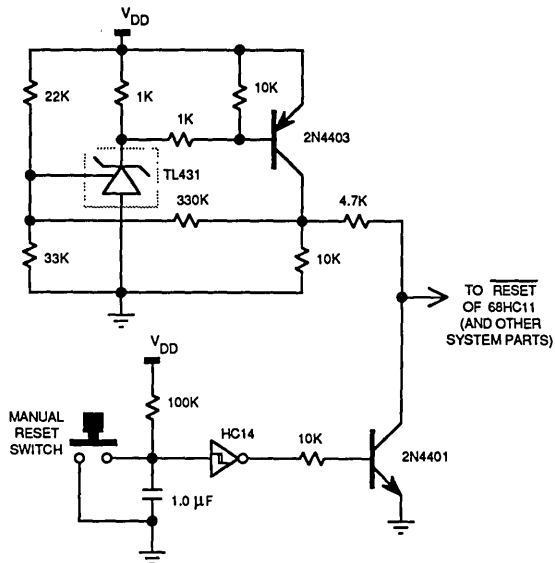 VDD
22K
1K
10K
1K
2N4403
TL431
330K
4.7K
33K
10K
TO RESET
OF 68HC11
(AND OTHER
SYSTEM PARTS)
VDD
100K
MANUAL
RESET
SWITCH
HC14
10K
2N4401
1.0 μF